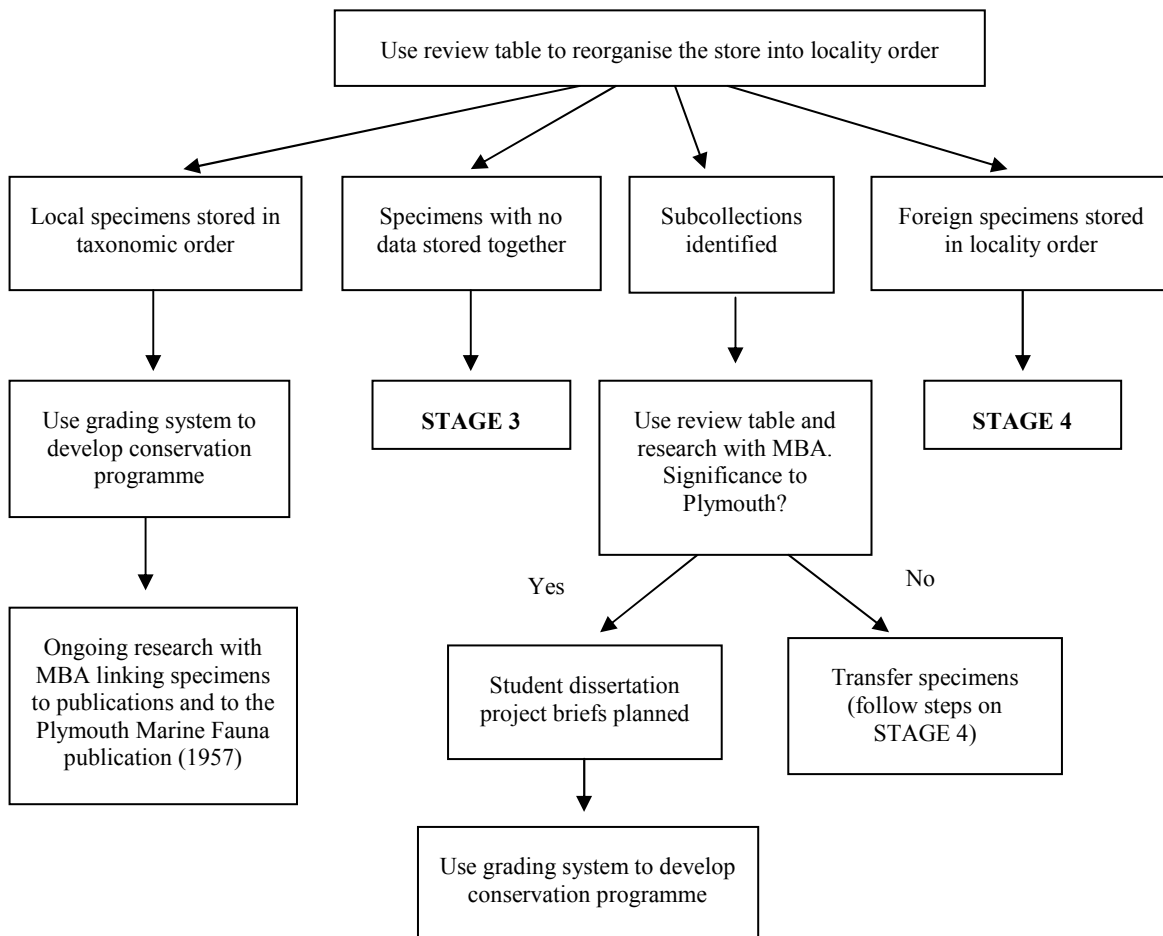 Use review table to reorganise the store into locality order
Local specimens stored in
taxonomic order
Specimens with no
data stored together
Subcollections
identified
Foreign specimens stored
in locality order
Use grading system to
develop conservation
programme
STAGE 3
Use review table and
research with MBA.
Significance to
Plymouth?
STAGE 4
Yes
No
Ongoing research with
MBA linking specimens
to publications and to the
Plymouth Marine Fauna
publication (1957)
Student dissertation
project briefs planned
Transfer specimens
(follow steps on
STAGE 4)
Use grading system to develop
conservation programme